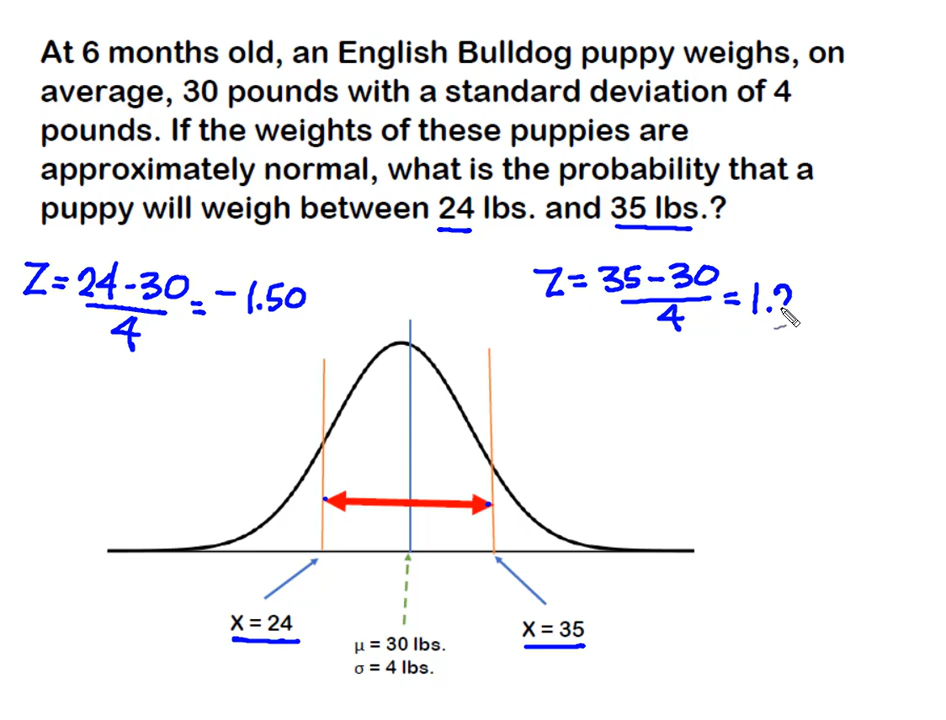 At 6 months old, an English Bulldog puppy weighs, on
average, 30 pounds with a standard deviation of 4
pounds. If the weights of these puppies are
approximately normal, what is the probability that a
puppy will weigh between 24 lbs. and 35 lbs.?
Z = 24 - 30 / 4 = - 1.50
Z = 35 - 30 / 4 = 1.2
X = 24
X = 35
μ = 30 lbs.
σ = 4 lbs.